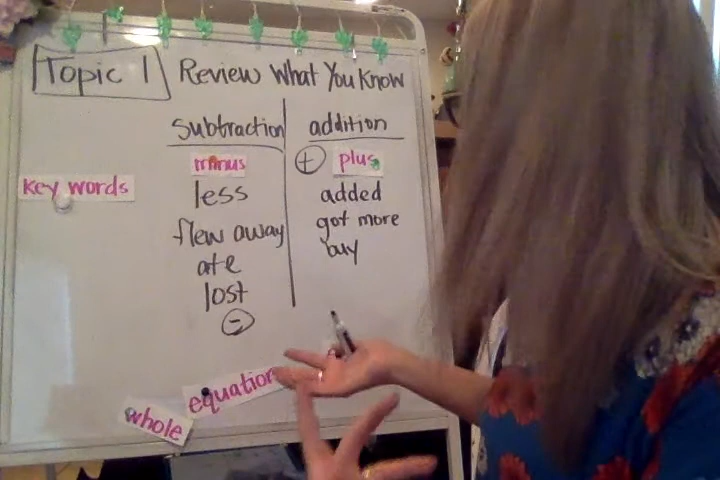 Topic 1 Review What You Know
subtraction addition
minus + plus
key words
less added
flew away got more
ate buy
lost
-
equation
whole